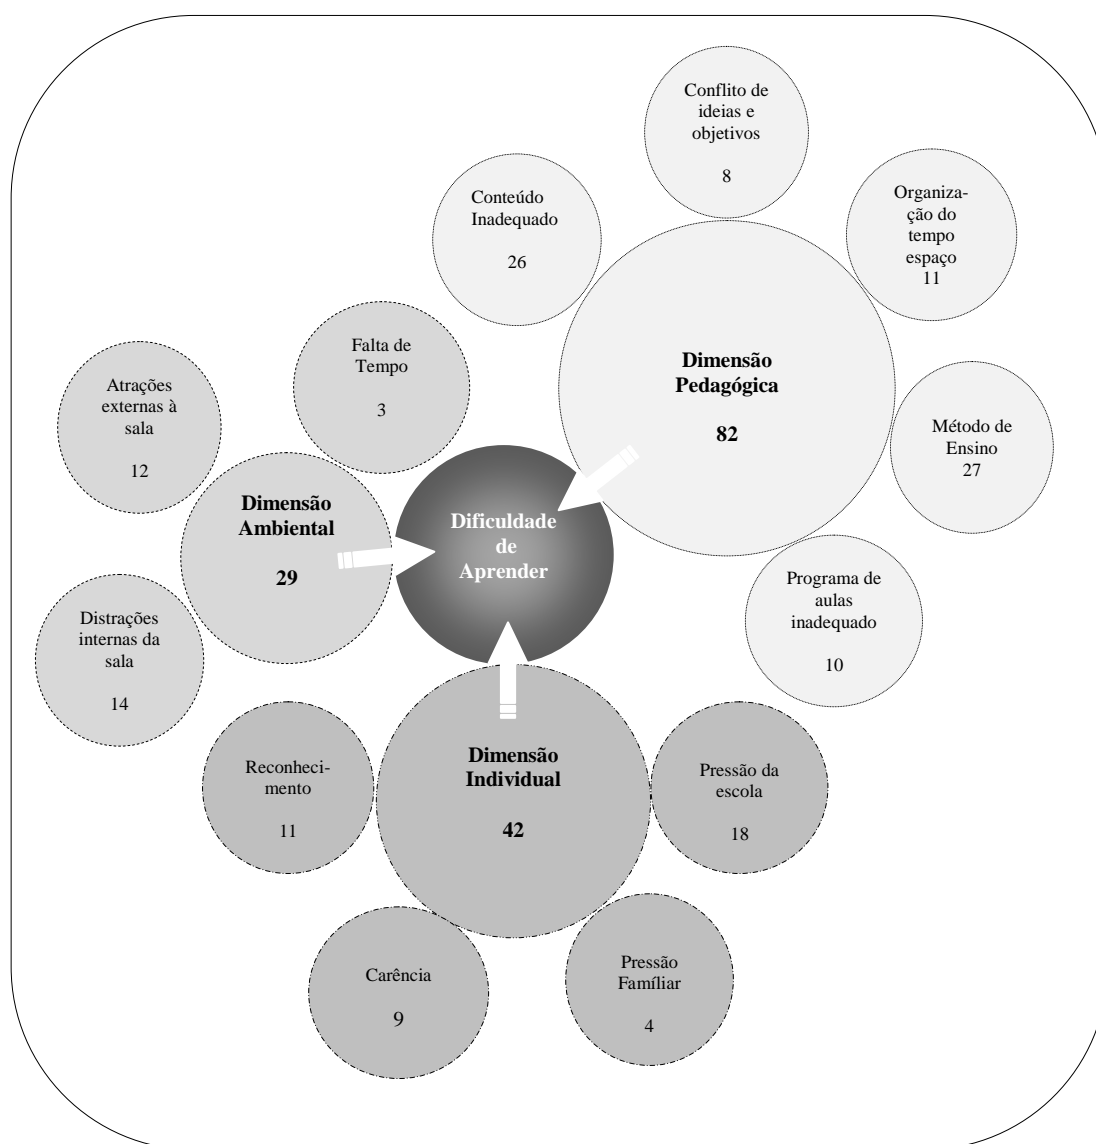 Conflito de
ideias e
objetivos
8
Conteúdo
Inadequado
26
Organiza-
ção do
tempo
espaço
11
Dimensão
Pedagógica
82
Método de
Ensino
27
Programa de
aulas
inadequado
10
Falta de
Tempo
3
Atrações
externas à
sala
12
Dimensão
Ambiental
29
Distrações
internas da
sala
14
Dificuldade
de
Aprender
Dimensão
Individual
42
Reconheci-
mento
11
Pressão da
escola
18
Carência
9
Pressão
Famíliar
4